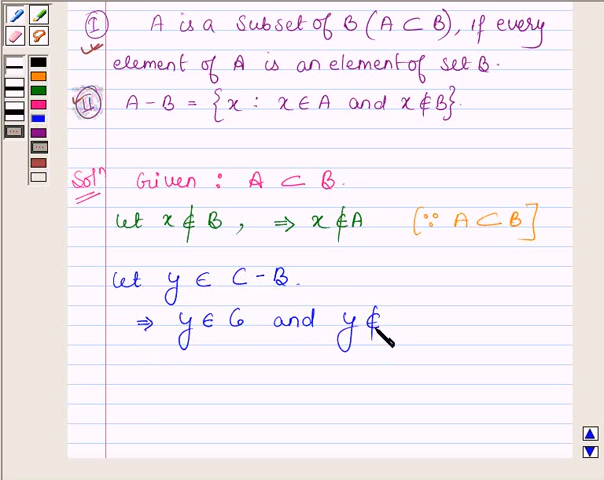 I A is a subset of B (A ⊂ B), if every
element of A is an element of set B.
II A - B = {x : x ∈ A and x ∉ B}.
Solⁿ Given : A ⊂ B.
Let x ∉ B, ⇒ x ∉ A [∵ A ⊂ B]
Let y ∈ C - B.
⇒ y ∈ C and y ∉